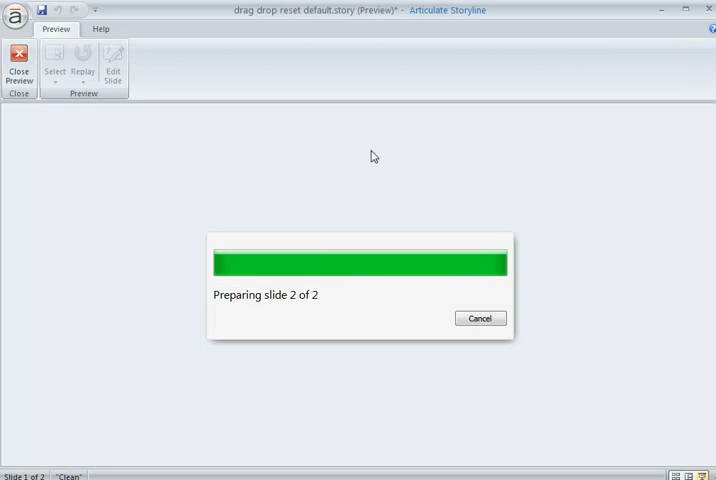 drag drop reset default.story (Preview)* - Articulate Storyline
Preview Help
Close Preview
Select
Replay
Edit Slide
Close
Preview
Preparing slide 2 of 2
Cancel
Slide 1 of 2 "Clean"